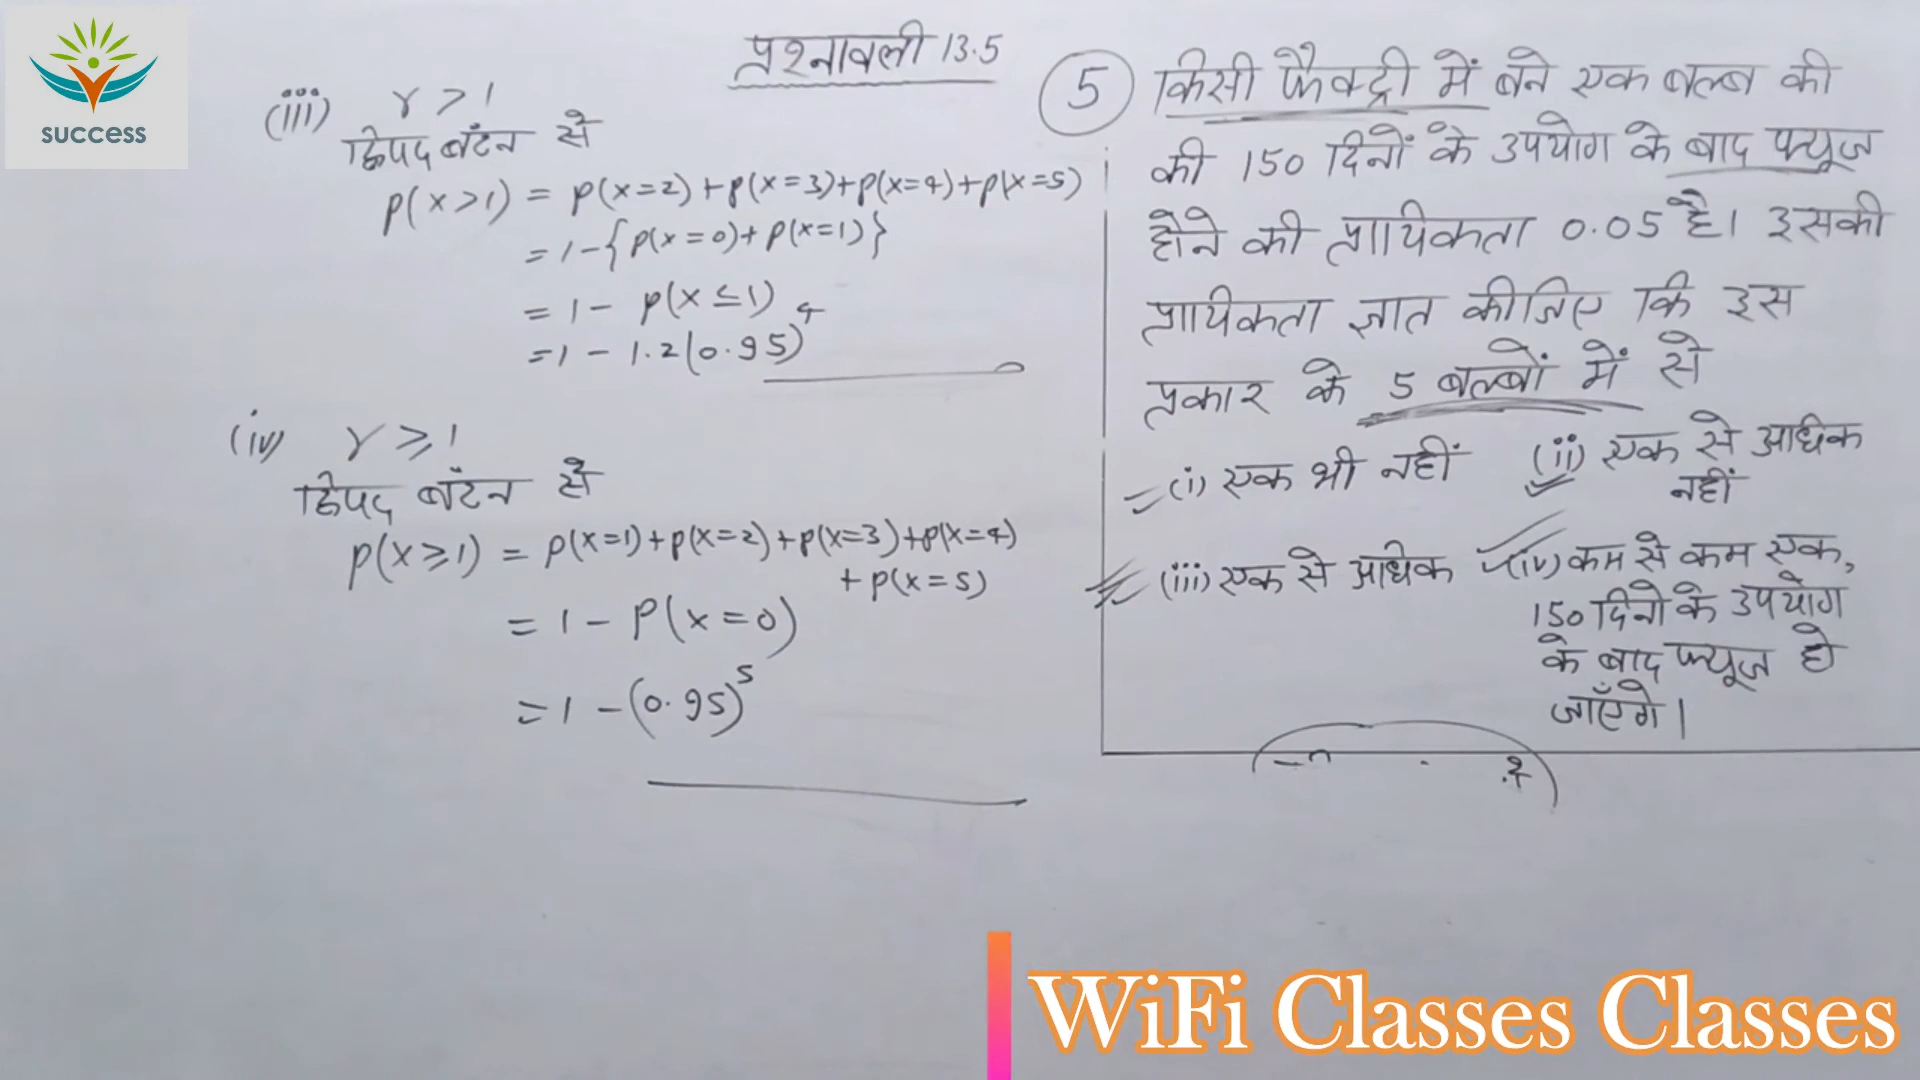 success
प्रश्नावली 13.5
(iii) r > 1
द्विपद बंटन से
P(x>1) = P(x=2)+P(x=3)+P(x=4)+P(x=5)
= 1-{P(x=0)+P(x=1)}
= 1- P(x≤1)
=1 - 1.2(0.95)⁴
(iv) r ≥ 1
द्विपद बंटन से
P(x≥1) = P(x=1)+P(x=2)+P(x=3)+P(x=4)
+P(x=5)
= 1 - P(x=0)
= 1 - (0.95)⁵
5 किसी फैक्ट्री में बने एक बल्ब की
की 150 दिनों के उपयोग के बाद फ्यूज
होने की प्रायिकता 0.05 है। इसकी
प्रायिकता ज्ञात कीजिए कि इस
प्रकार के 5 बल्बों में से
(i) एक भी नहीं (ii) एक से अधिक
नहीं
(iii) एक से अधिक (iv) कम से कम एक,
150 दिनों के उपयोग
के बाद फ्यूज हो
जाएँगे।
WiFi Classes Classes